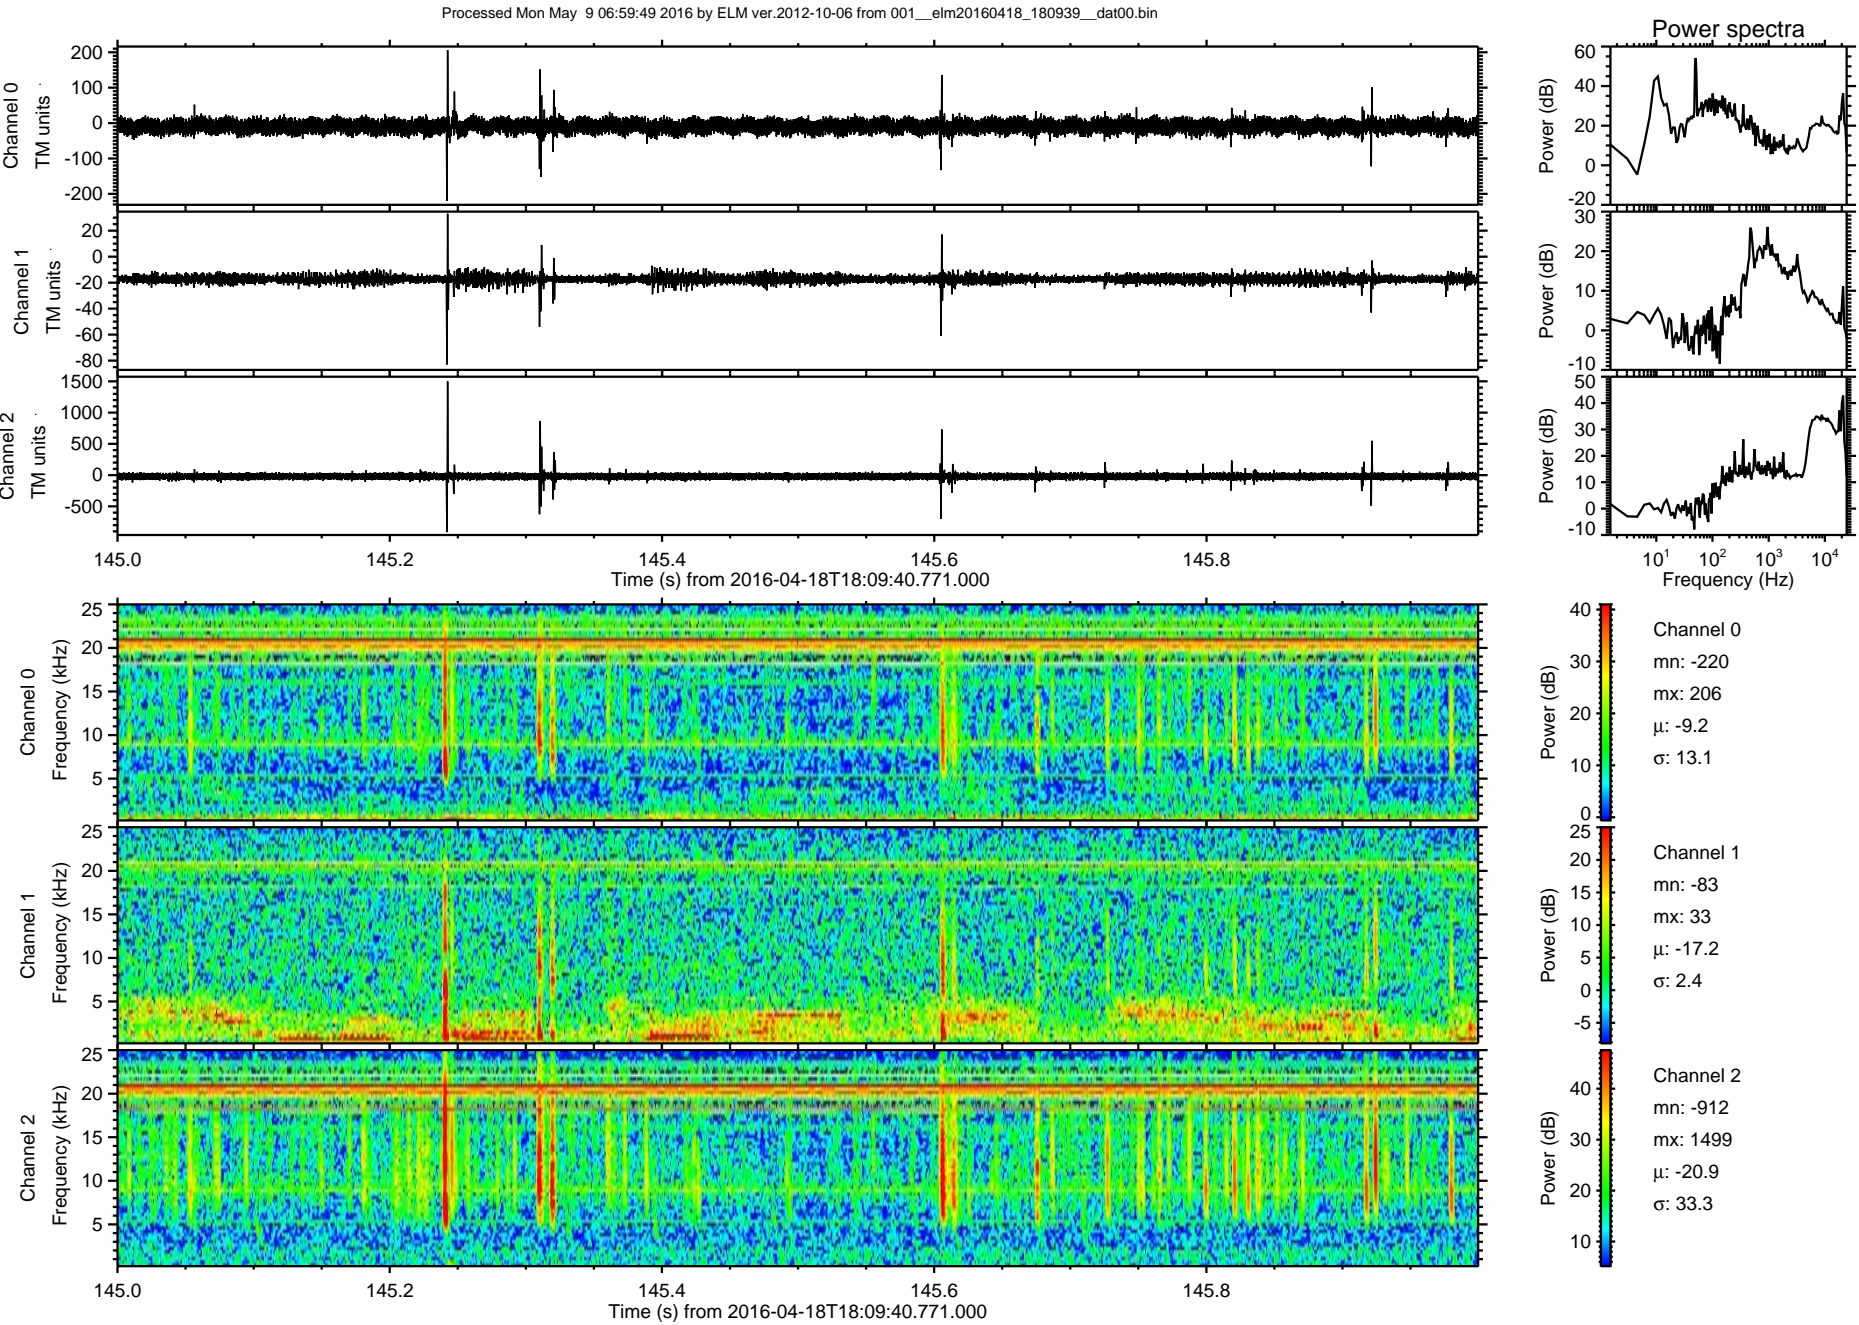 Processed Mon May  9 06:59:49 2016 by ELM ver.2012-10-06 from 001__elm20160418_180939__dat00.bin
Power spectra
Channel 0
TM units
200
100
0
-100
-200
Power (dB)
60
40
20
0
-20
Channel 1
TM units
20
0
-20
-40
-60
-80
Power (dB)
30
20
10
0
-10
Channel 2
TM units
1500
1000
500
0
-500
Power (dB)
50
40
30
20
10
0
-10
145.0 145.2 145.4 145.6 145.8
Time (s) from 2016-04-18T18:09:40.771.000
10^1 10^2 10^3 10^4
Frequency (Hz)
Channel 0
Frequency (kHz)
25
20
15
10
5
Power (dB)
40
30
20
10
0
Channel 0
mn: -220
mx: 206
μ: -9.2
σ: 13.1
Channel 1
Frequency (kHz)
25
20
15
10
5
Power (dB)
25
20
15
10
5
0
-5
Channel 1
mn: -83
mx: 33
μ: -17.2
σ: 2.4
Channel 2
Frequency (kHz)
25
20
15
10
5
Power (dB)
40
30
20
10
Channel 2
mn: -912
mx: 1499
μ: -20.9
σ: 33.3
145.0 145.2 145.4 145.6 145.8
Time (s) from 2016-04-18T18:09:40.771.000